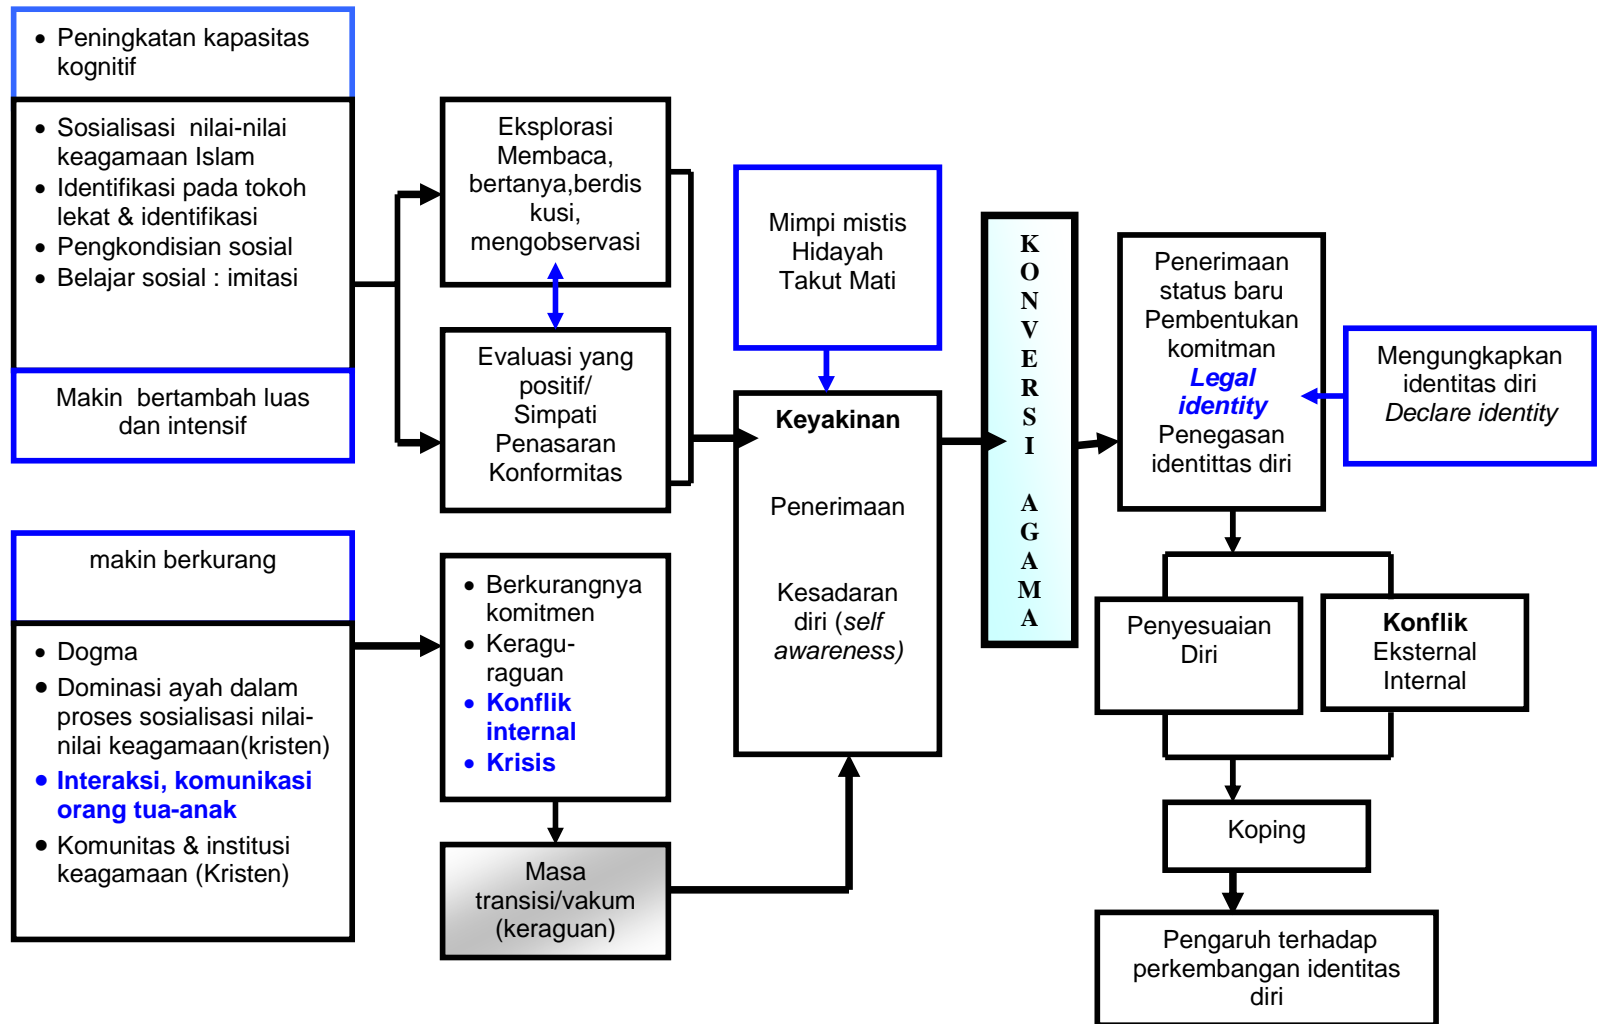 • Peningkatan kapasitas
kognitif
• Sosialisasi nilai-nilai
keagamaan Islam
• Identifikasi pada tokoh
lekat & identifikasi
• Pengkondisian sosial
• Belajar sosial : imitasi
Makin bertambah luas
dan intensif
makin berkurang
• Dogma
• Dominasi ayah dalam
proses sosialisasi nilai-
nilai keagamaan(kristen)
• Interaksi, komunikasi
orang tua-anak
• Komunitas & institusi
keagamaan (Kristen)
Eksplorasi
Membaca,
bertanya,berdis
kusi,
mengobservasi
Evaluasi yang
positif/
Simpati
Penasaran
Konformitas
• Berkurangnya
komitmen
• Keragu-
raguan
• Konflik
internal
• Krisis
Masa
transisi/vakum
(keraguan)
Mimpi mistis
Hidayah
Takut Mati
Keyakinan
Penerimaan
Kesadaran
diri (self
awareness)
K
O
N
V
E
R
S
I
A
G
A
M
A
Penerimaan
status baru
Pembentukan
komitman
Legal
identity
Penegasan
identittas diri
Mengungkapkan
identitas diri
Declare identity
Penyesuaian
Diri
Konflik
Eksternal
Internal
Koping
Pengaruh terhadap
perkembangan identitas
diri